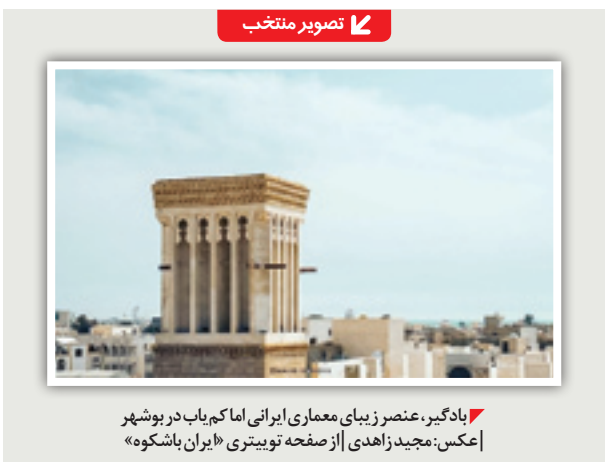 تصویر منتخب
بادگیر، عنصر زیبای معماری ایرانی اما کم‌یاب در بوشهر
|عکس: مجید زاهدی |از صفحه توییتری «ایران باشکوه»